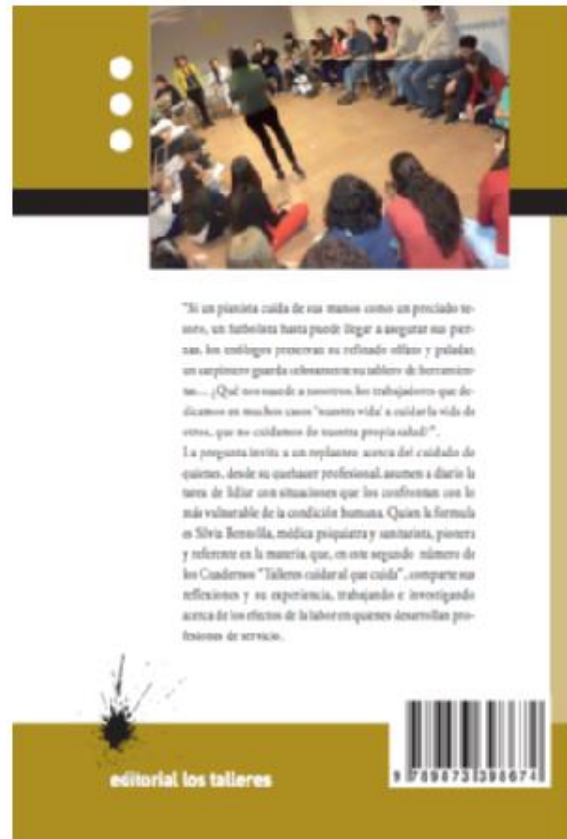 "Si un pianista cuida de sus manos como un preciado te-
soro, un futbolista hasta puede llegar a asegurar sus pier-
nas, los enólogos preservan su refinado olfato y paladar,
un carpintero guarda celosamente su tablero de herramien-
tas... ¿Qué nos sucede a nosotros, los trabajadores que de-
dicamos en muchos casos 'nuestra vida' a cuidar la vida de
otros, que no cuidamos de nuestra propia salud?".
La pregunta invita a un replanteo acerca del cuidado de
quienes, desde su quehacer profesional, asumen a diario la
tarea de lidiar con situaciones que los confrontan con lo
más vulnerable de la condición humana. Quien la formula
es Silvia Bentolila, médica psiquiatra y sanitarista, pionera
y referente en la materia, que, en este segundo número de
los Cuadernos "Talleres cuidar al que cuida", comparte sus
reflexiones y su experiencia, trabajando e investigando
acerca de los efectos de la labor en quienes desarrollan pro-
fesiones de servicio.
editorial los talleres
9 789873 398674